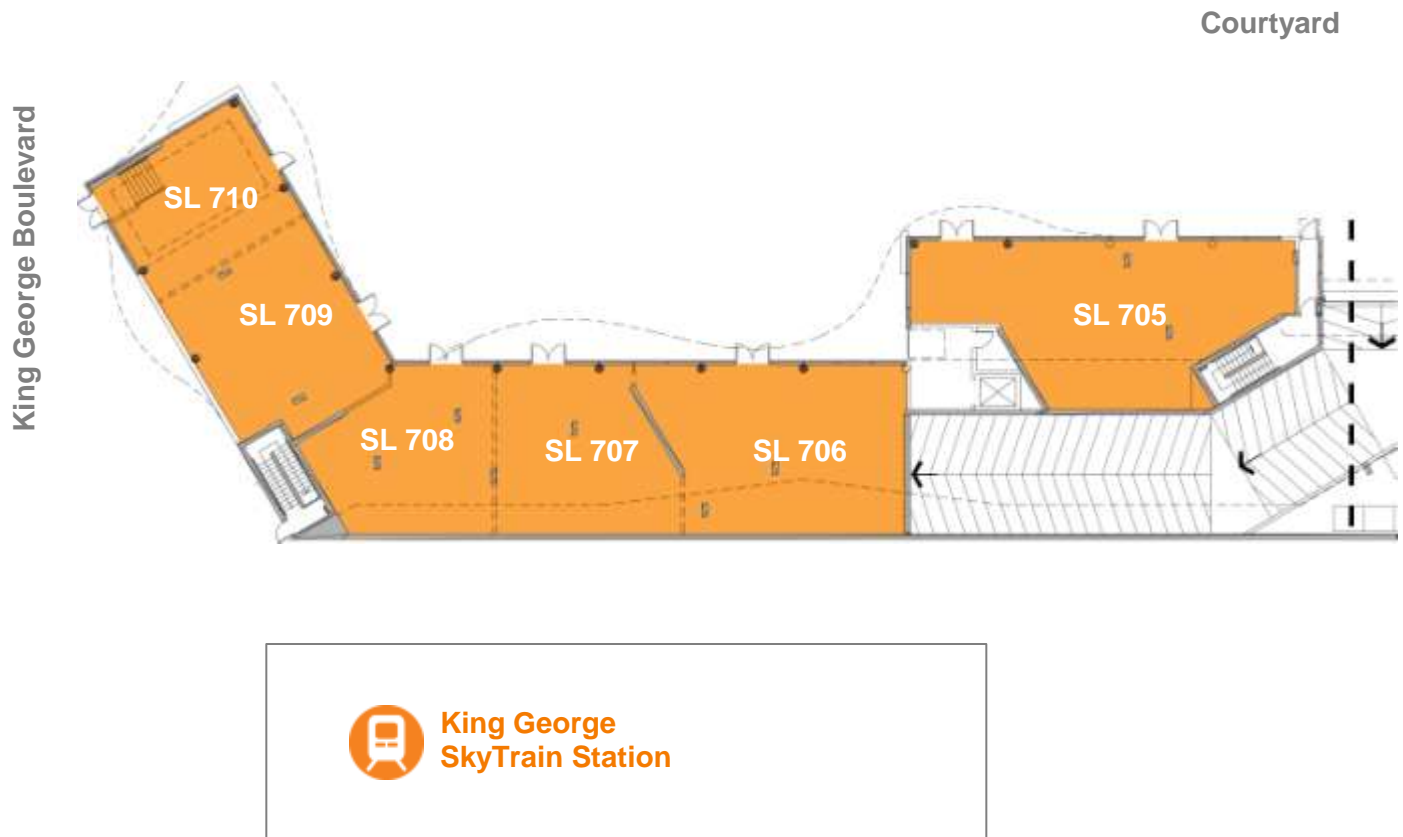 Courtyard
King George Boulevard
SL 710
SL 709
SL 705
SL 708
SL 707
SL 706
King George
SkyTrain Station